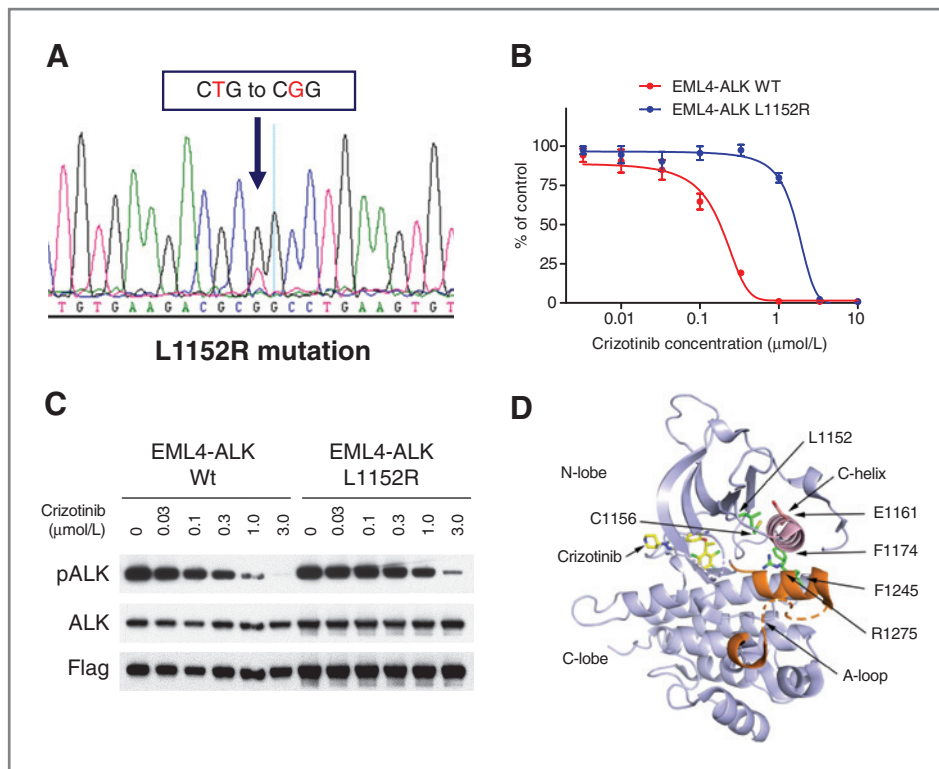 A
CTG to CGG
T G T G A A G A C G C G G C C T G A A G T G T
L1152R mutation
B
EML4-ALK WT
EML4-ALK L1152R
% of control
100
75
50
25
0
0.01 0.1 1 10
Crizotinib concentration (μmol/L)
C
EML4-ALK
Wt
EML4-ALK
L1152R
Crizotinib
(μmol/L)
0 0.03 0.1 0.3 1.0 3.0 0 0.03 0.1 0.3 1.0 3.0
pALK
ALK
Flag
D
L1152
N-lobe
C-helix
E1161
C1156
Crizotinib
F1174
F1245
R1275
C-lobe
A-loop